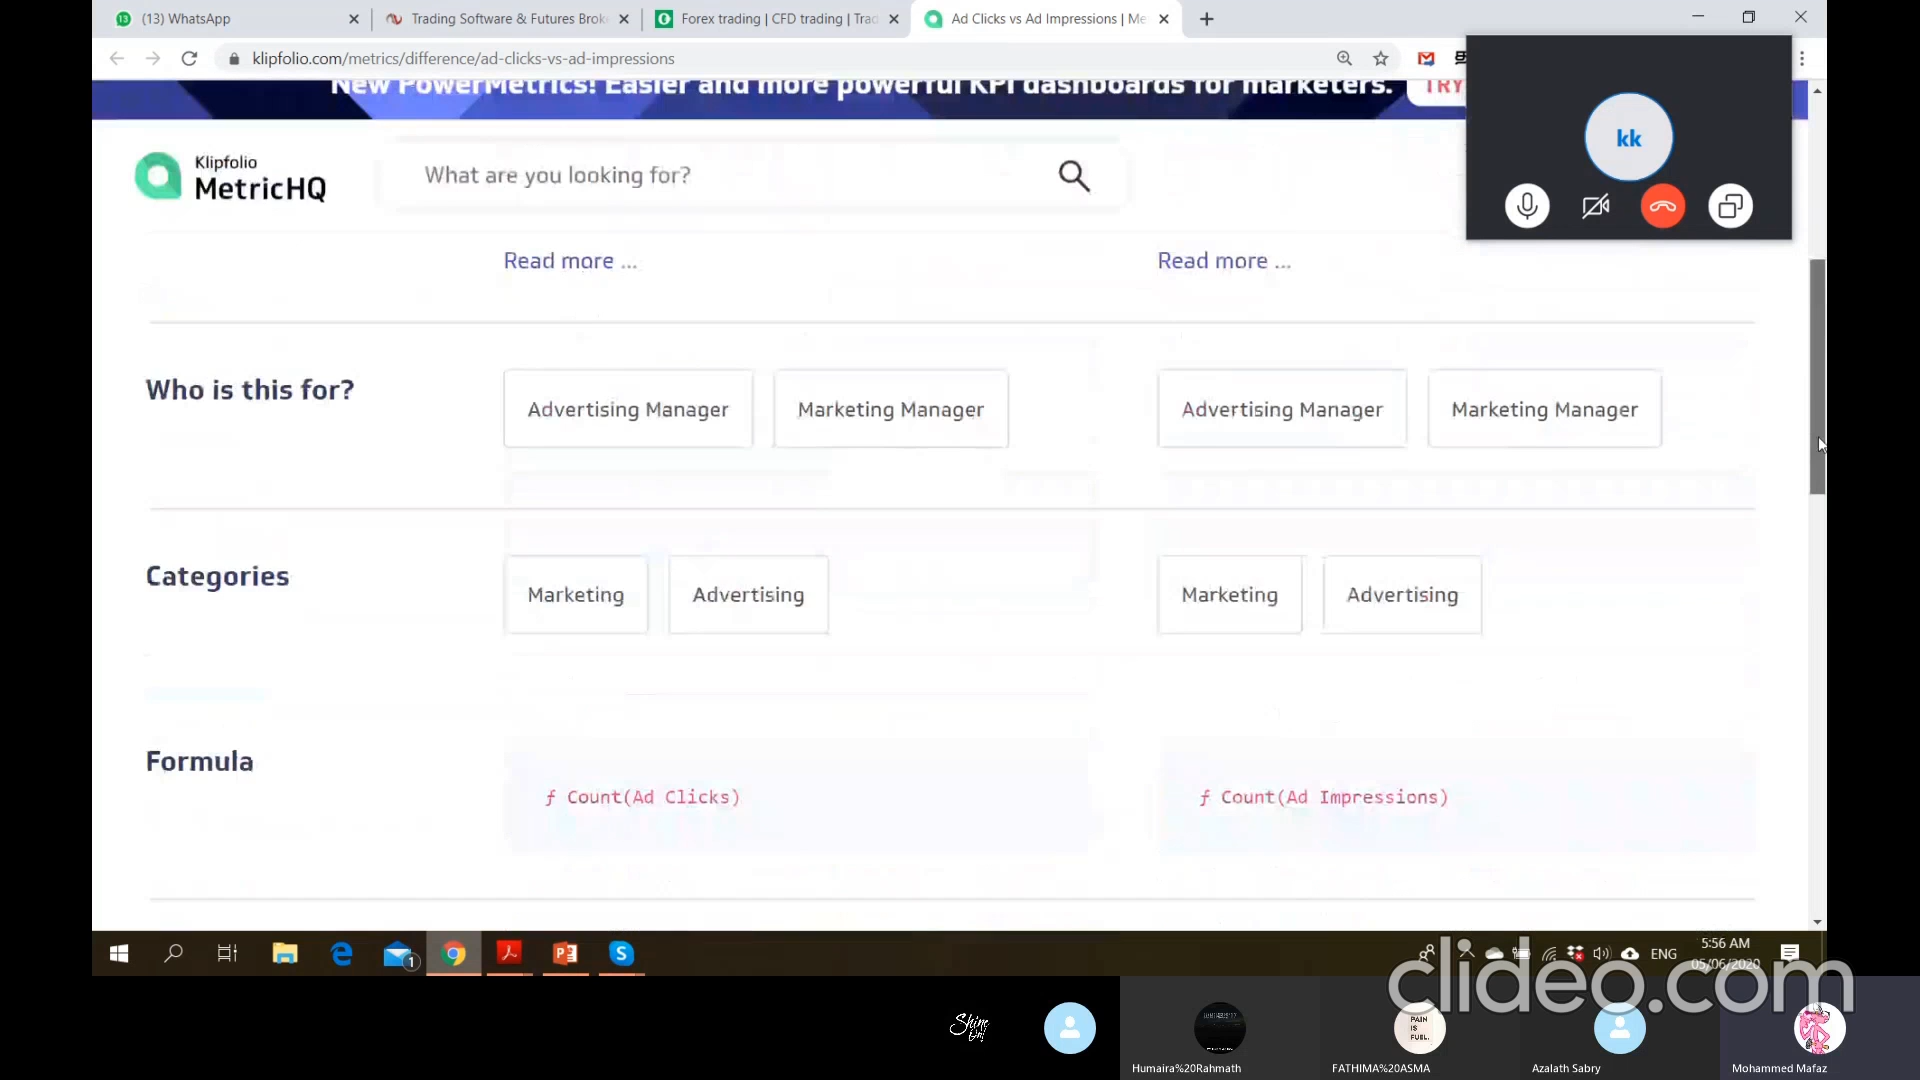 (13) WhatsApp
Trading Software & Futures Brok
Forex trading | CFD trading | Trad
Ad Clicks vs Ad Impressions | Me
klipfolio.com/metrics/difference/ad-clicks-vs-ad-impressions
New PowerMetrics! Easier and more powerful KPI dashboards for marketers.
TRY
kk
Klipfolio
MetricHQ
What are you looking for?
Read more ...
Read more ...
Who is this for?
Advertising Manager
Marketing Manager
Advertising Manager
Marketing Manager
Categories
Marketing
Advertising
Marketing
Advertising
Formula
ƒ Count(Ad Clicks)
ƒ Count(Ad Impressions)
1
ENG
5:56 AM
05/06/2020
clideo.com
Shine
PAIN
IS
FUEL.
Humaira%20Rahmath
FATHIMA%20ASMA
Azalath Sabry
Mohammed Mafaz